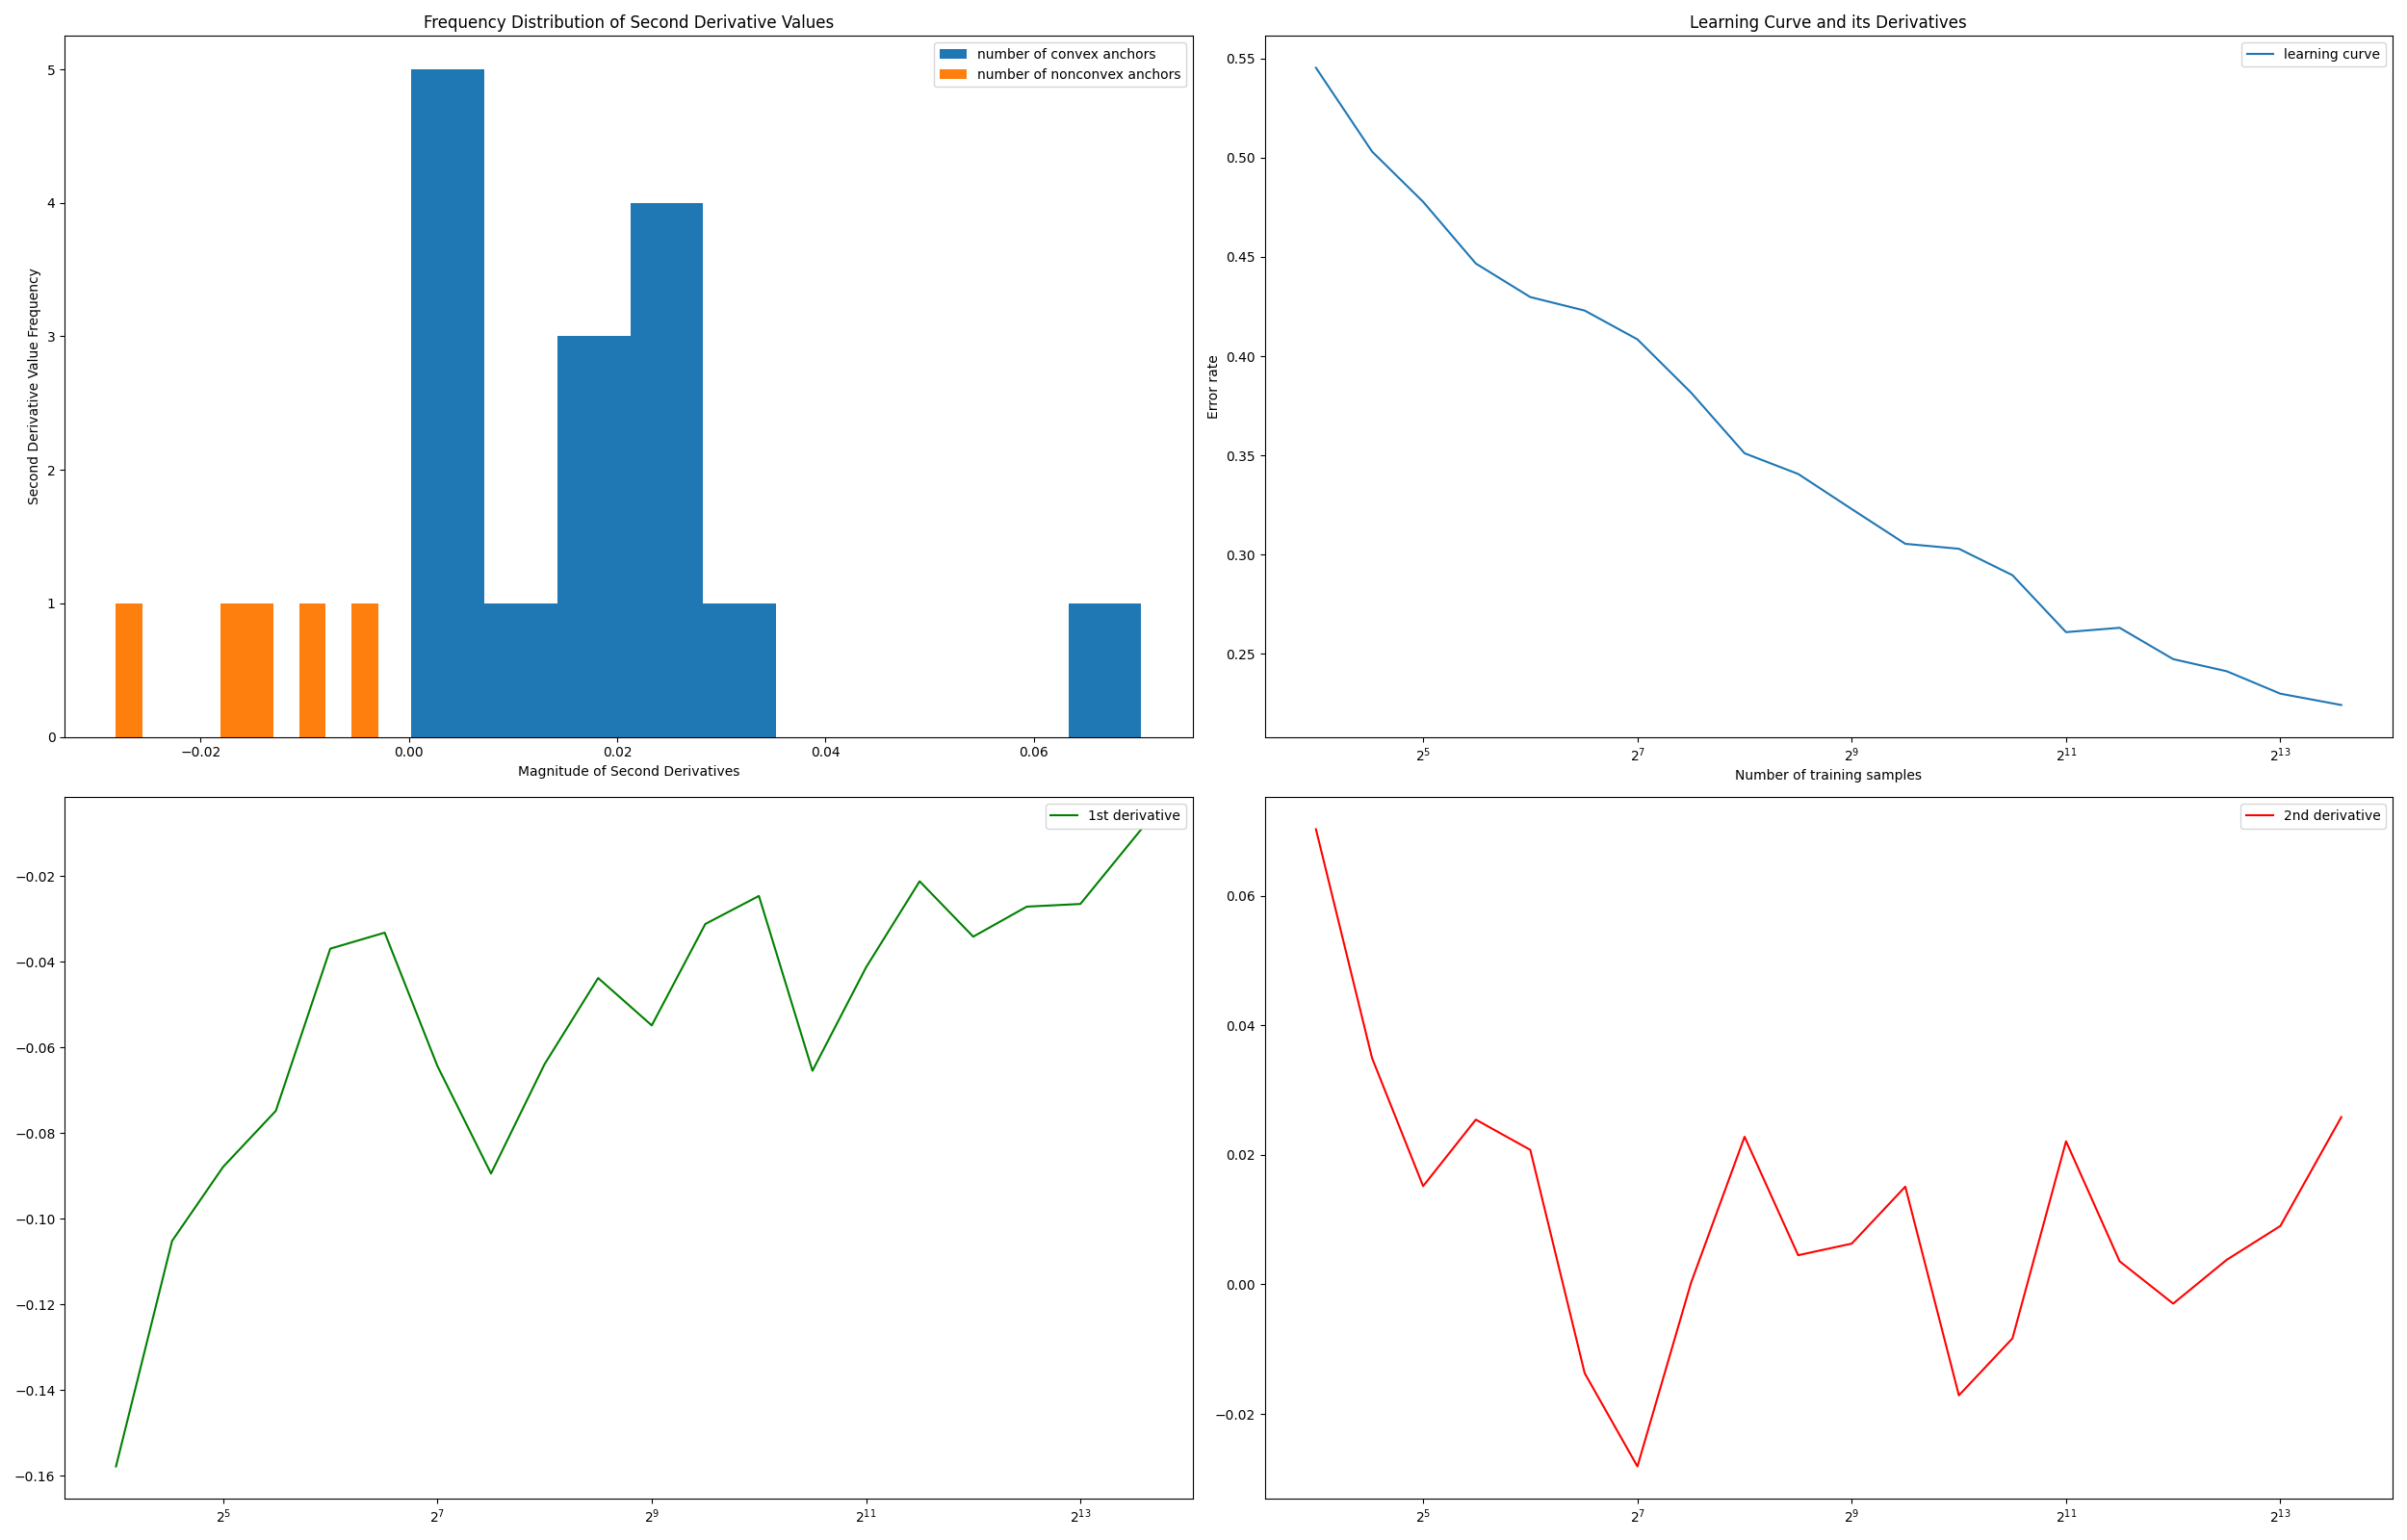 Frequency Distribution of Second Derivative Values
number of convex anchors
number of nonconvex anchors
Second Derivative Value Frequency
5
4
3
2
1
0
−0.02 0.00 0.02 0.04 0.06
Magnitude of Second Derivatives
Learning Curve and its Derivatives
learning curve
Error rate
0.55
0.50
0.45
0.40
0.35
0.30
0.25
2^5 2^7 2^9 2^11 2^13
Number of training samples
1st derivative
−0.02
−0.04
−0.06
−0.08
−0.10
−0.12
−0.14
−0.16
2^5 2^7 2^9 2^11 2^13
2nd derivative
0.06
0.04
0.02
0.00
−0.02
2^5 2^7 2^9 2^11 2^13